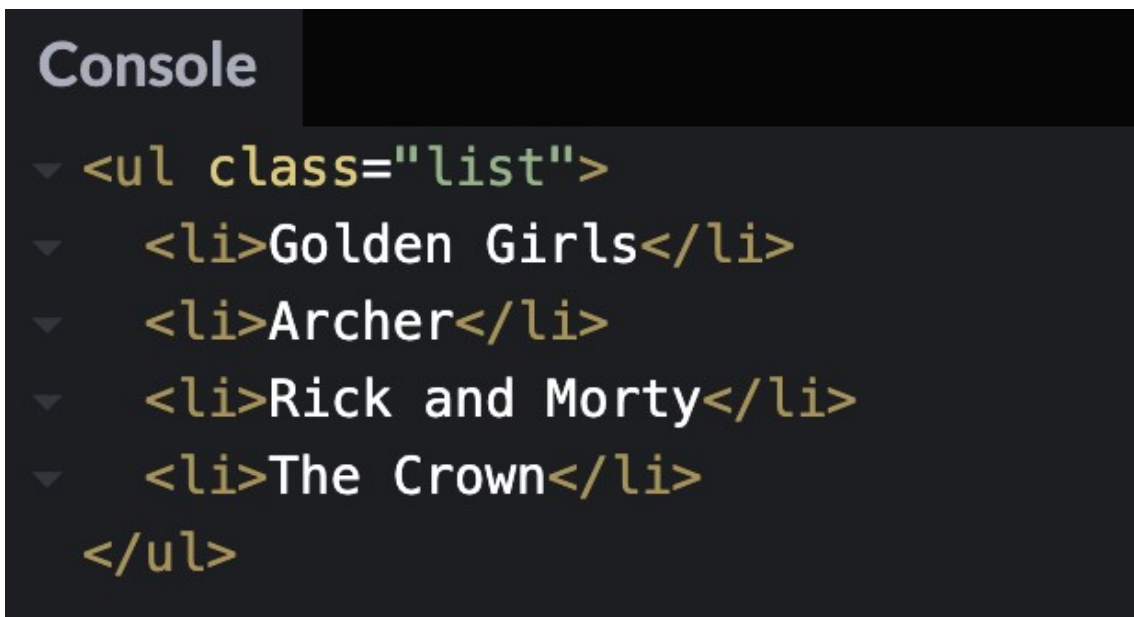 Console
<ul class="list">
<li>Golden Girls</li>
<li>Archer</li>
<li>Rick and Morty</li>
<li>The Crown</li>
</ul>